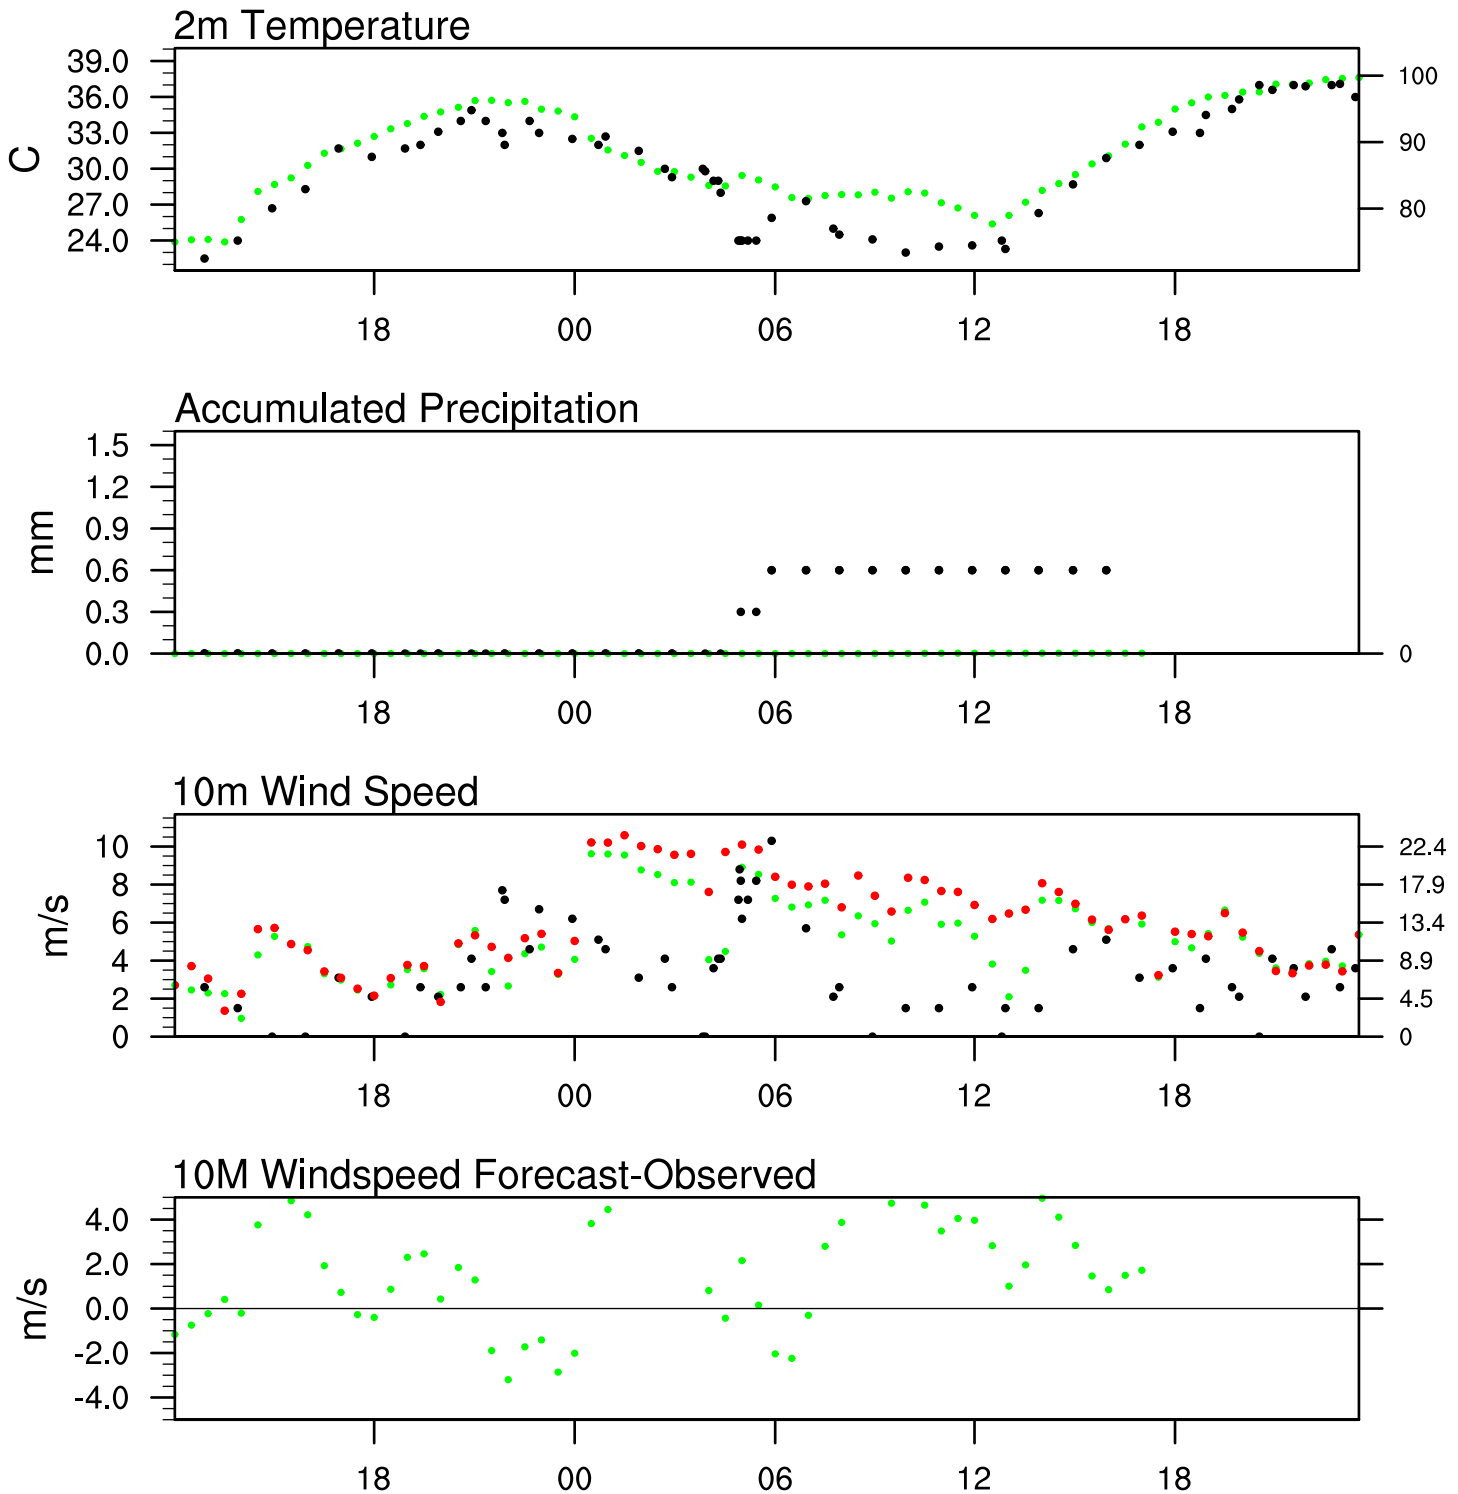 2m Temperature
39.0
36.0
33.0
30.0
27.0
24.0
C
100
90
80
18 00 06 12 18
Accumulated Precipitation
1.5
1.2
0.9
0.6
0.3
0.0
mm
0
18 00 06 12 18
10m Wind Speed
10
8
6
4
2
0
m/s
22.4
17.9
13.4
8.9
4.5
0
18 00 06 12 18
10M Windspeed Forecast-Observed
4.0
2.0
0.0
-2.0
-4.0
m/s
18 00 06 12 18